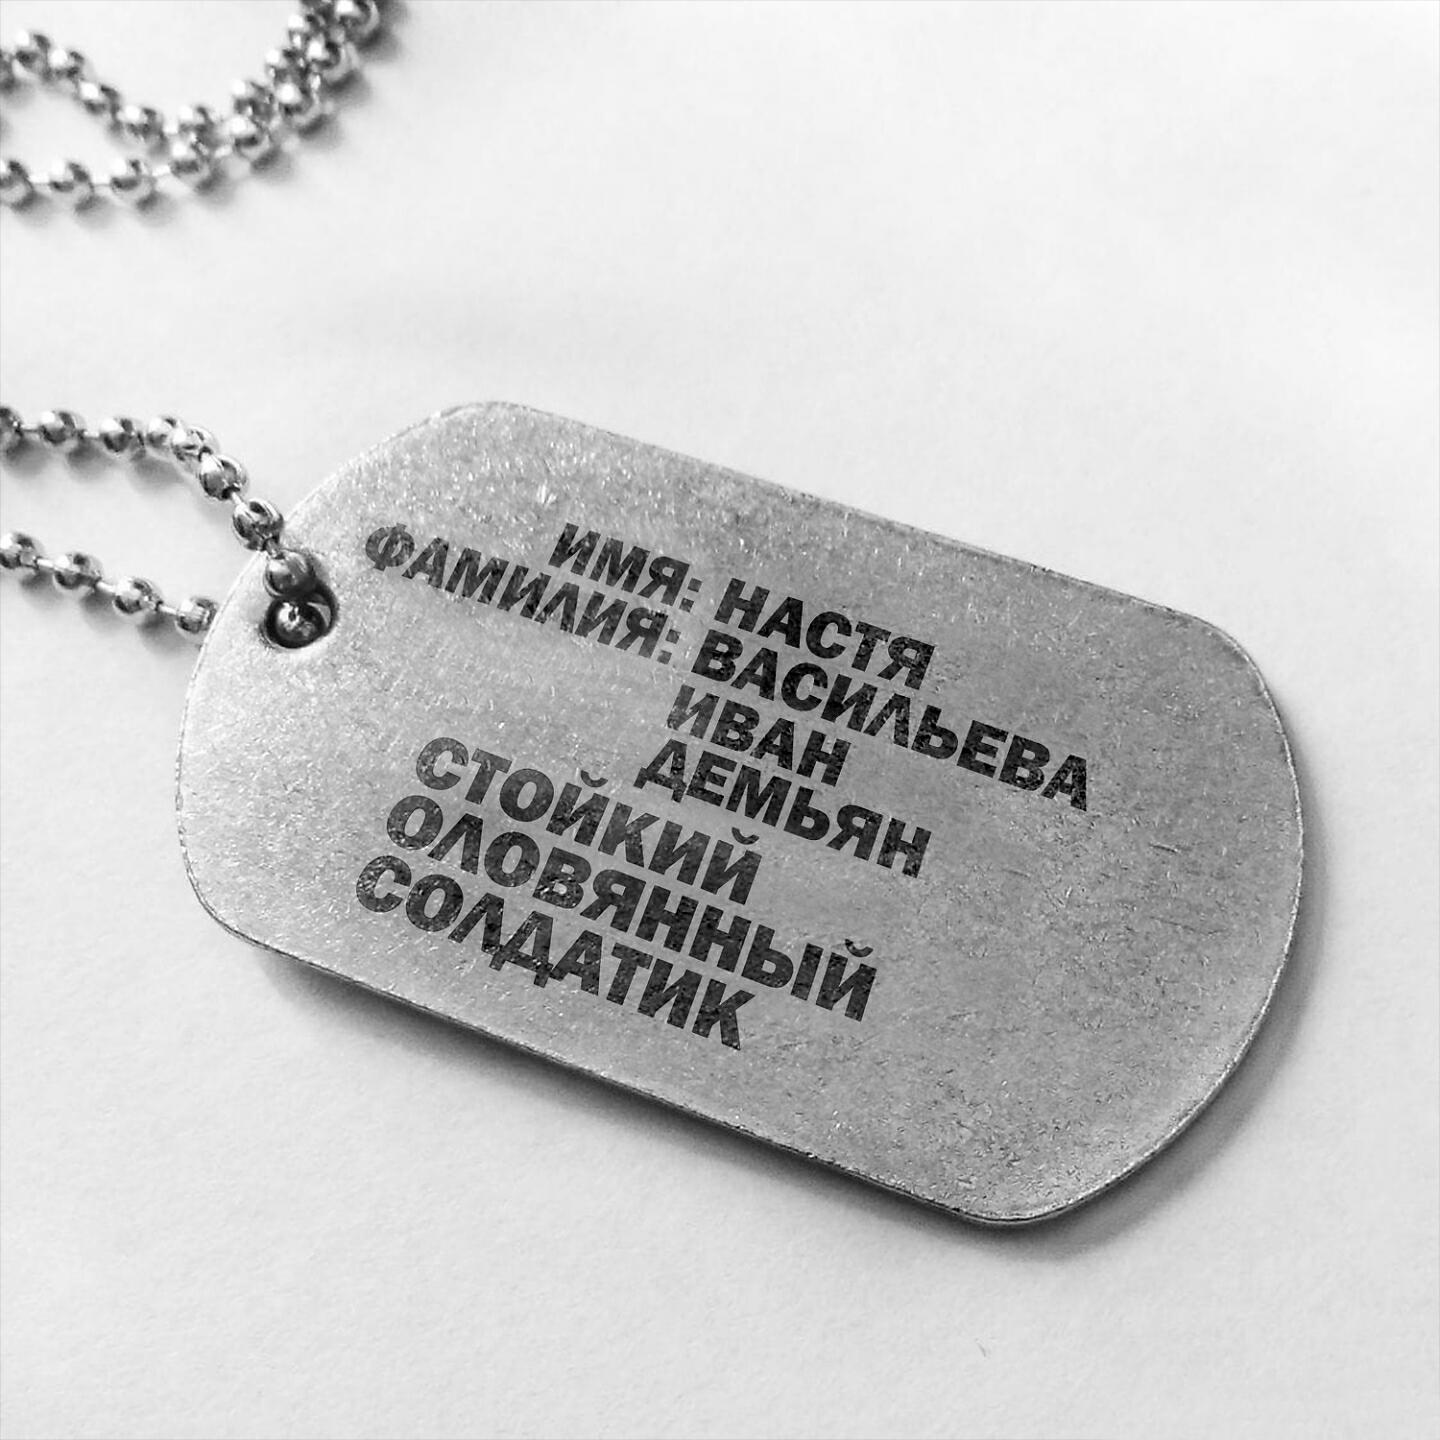 ИМЯ: НАСТЯ
ФАМИЛИЯ: ВАСИЛЬЕВА
ИВАН
ДЕМЬЯН
СТОЙКИЙ
ОЛОВЯННЫЙ
СОЛДАТИК